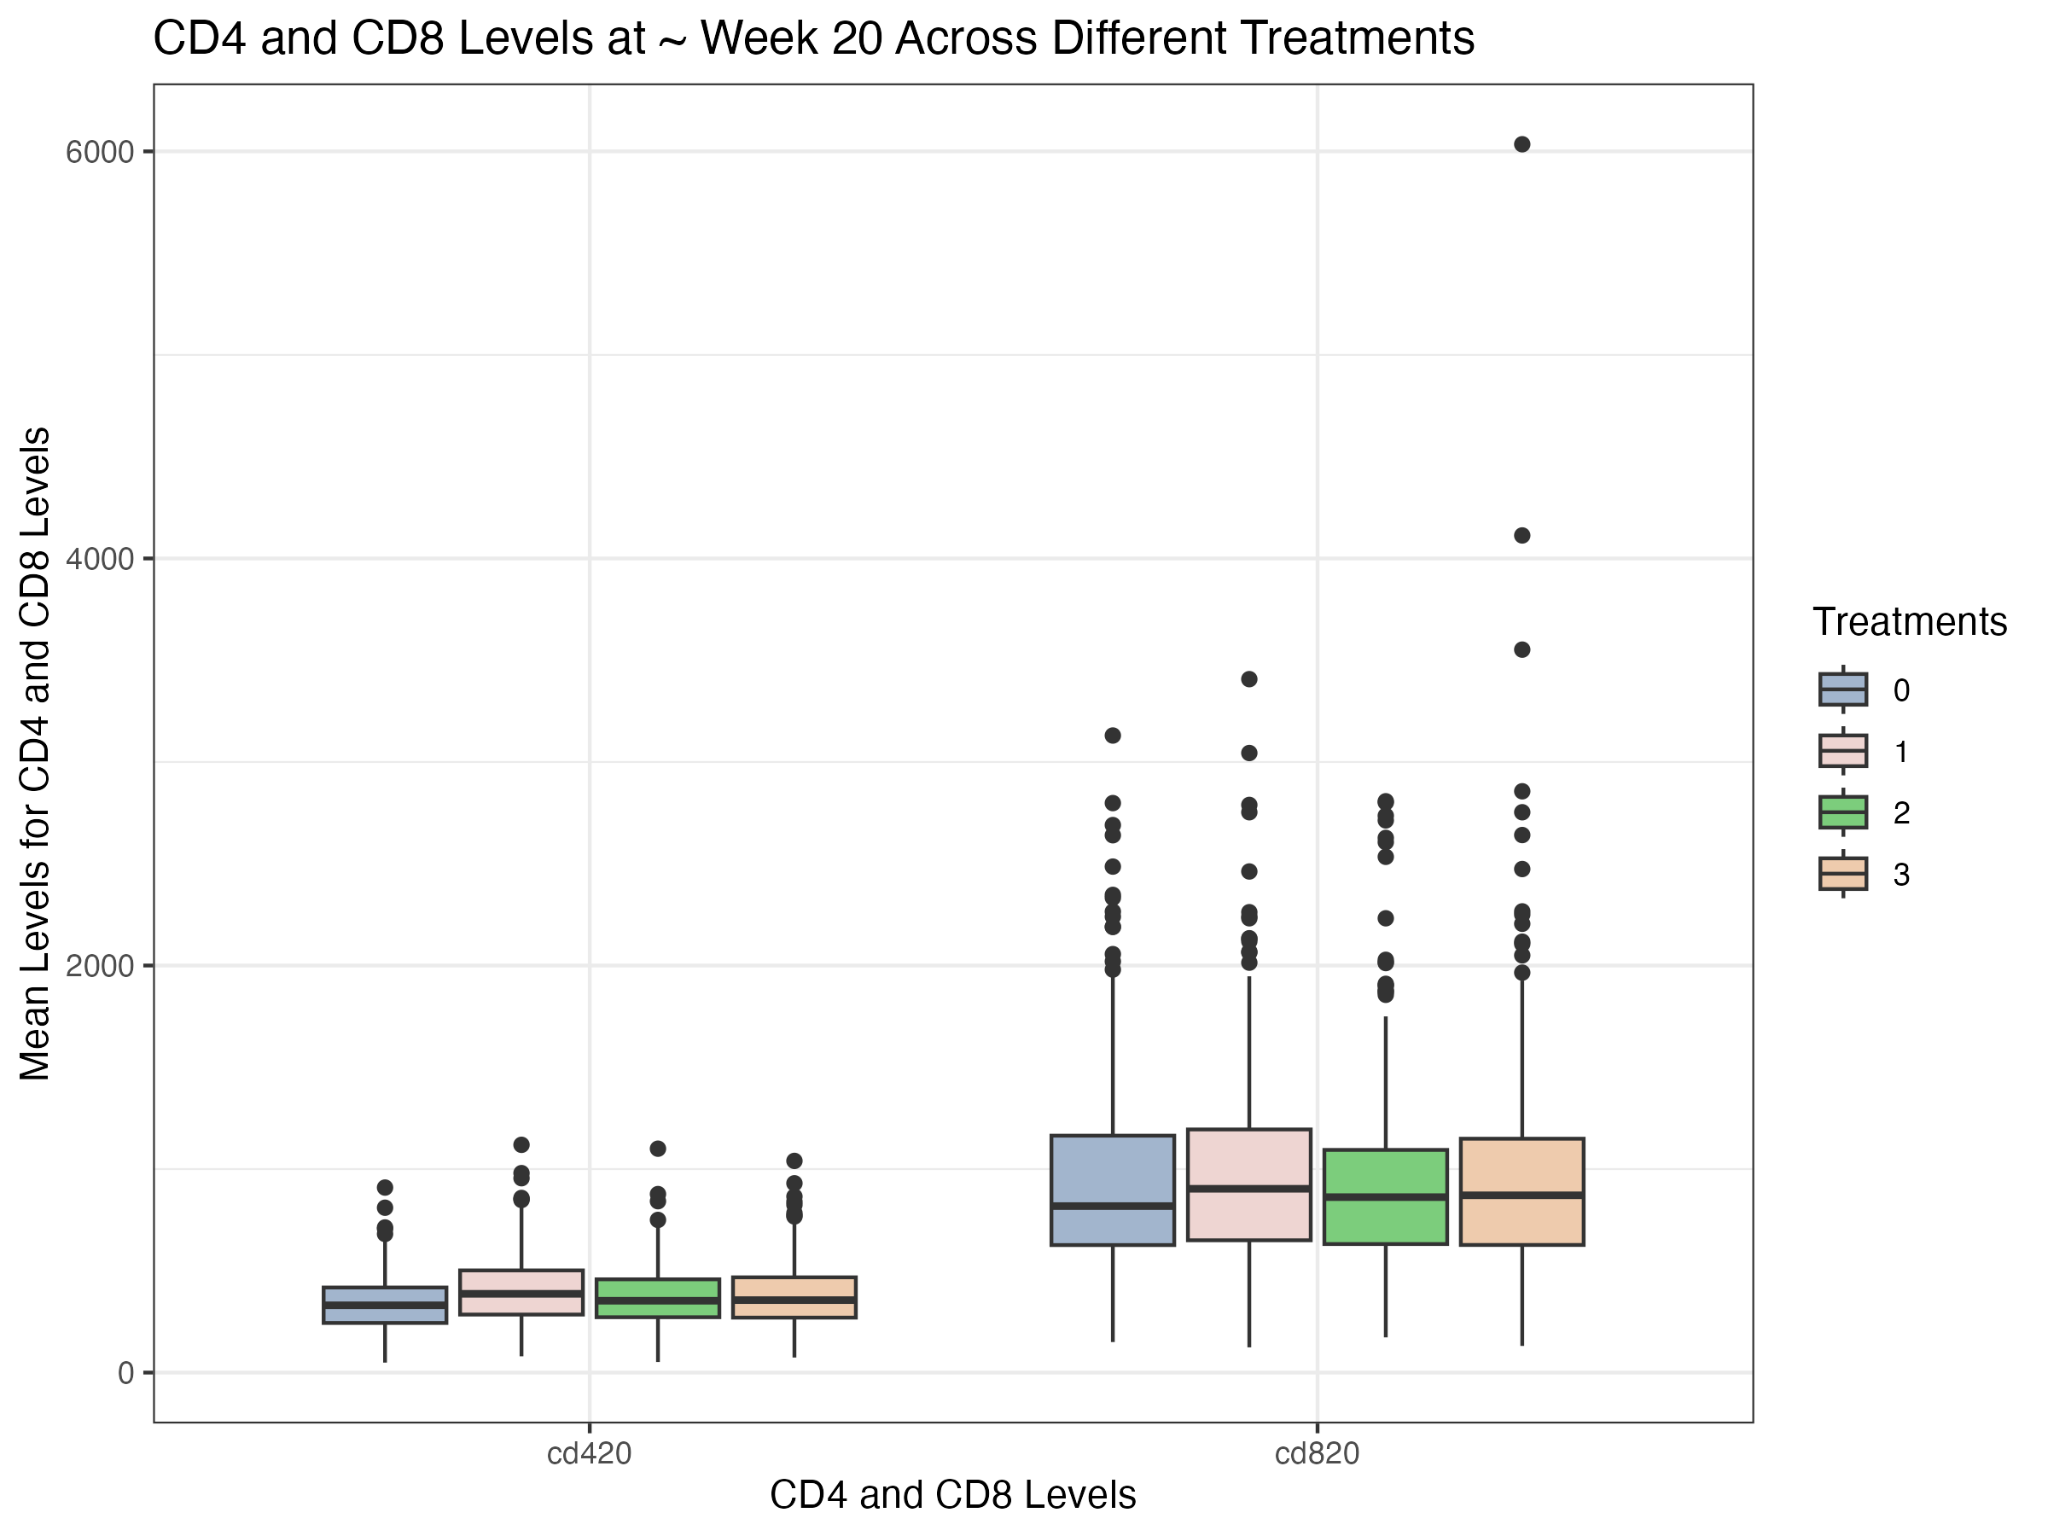 CD4 and CD8 Levels at ~ Week 20 Across Different Treatments
Mean Levels for CD4 and CD8 Levels
6000
4000
2000
0
cd420
cd820
CD4 and CD8 Levels
Treatments
0
1
2
3